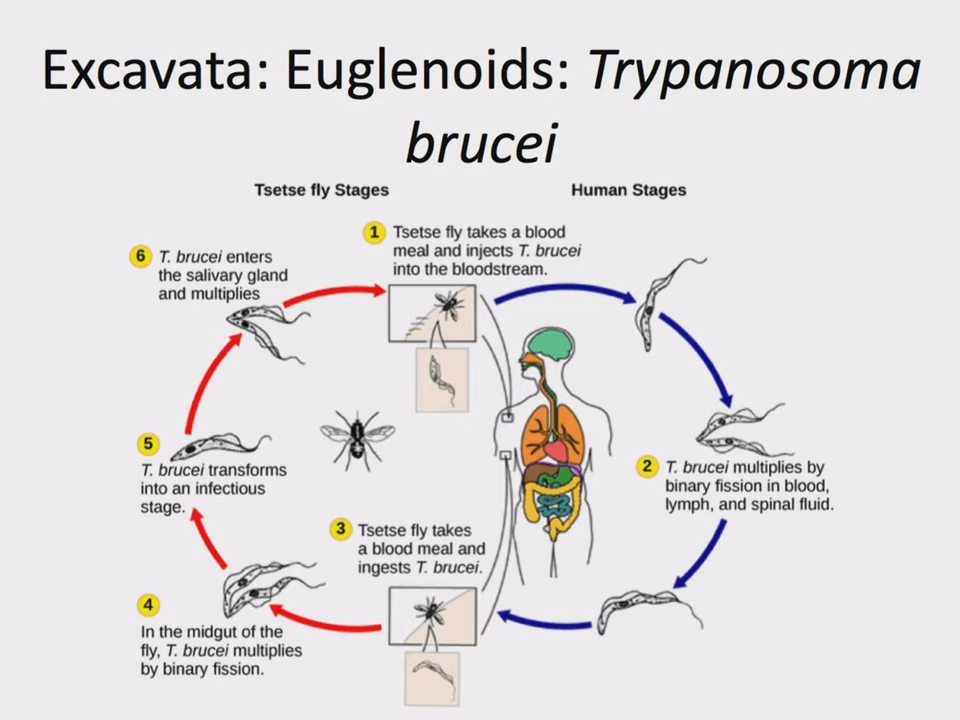 Excavata: Euglenoids: Trypanosoma
brucei
Tsetse fly Stages
Human Stages
1
Tsetse fly takes a blood
meal and injects T. brucei
into the bloodstream.
6
T. brucei enters
the salivary gland
and multiplies
5
T. brucei transforms
into an infectious
stage.
2
T. brucei multiplies by
binary fission in blood,
lymph, and spinal fluid.
3
Tsetse fly takes
a blood meal and
ingests T. brucei.
4
In the midgut of the
fly, T. brucei multiplies
by binary fission.